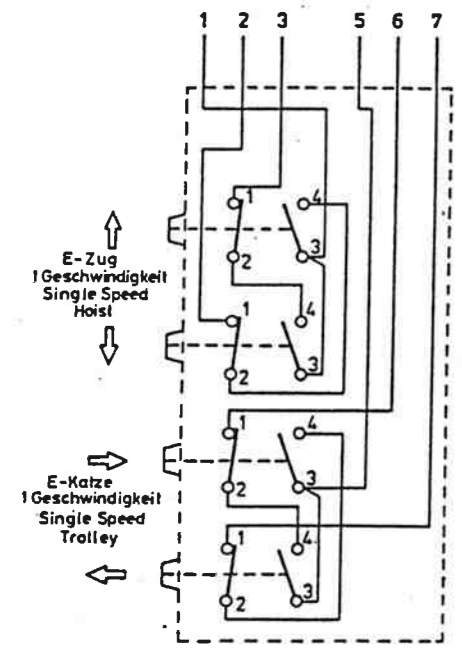 1 2 3 5 6 7
1 4
2 3
E-Zug
1 Geschwindigkeit
Single Speed
Hoist
1 4
2 3
1 4
2 3
E-Katze
1 Geschwindigkeit
Single Speed
Trolley
1 4
2 3